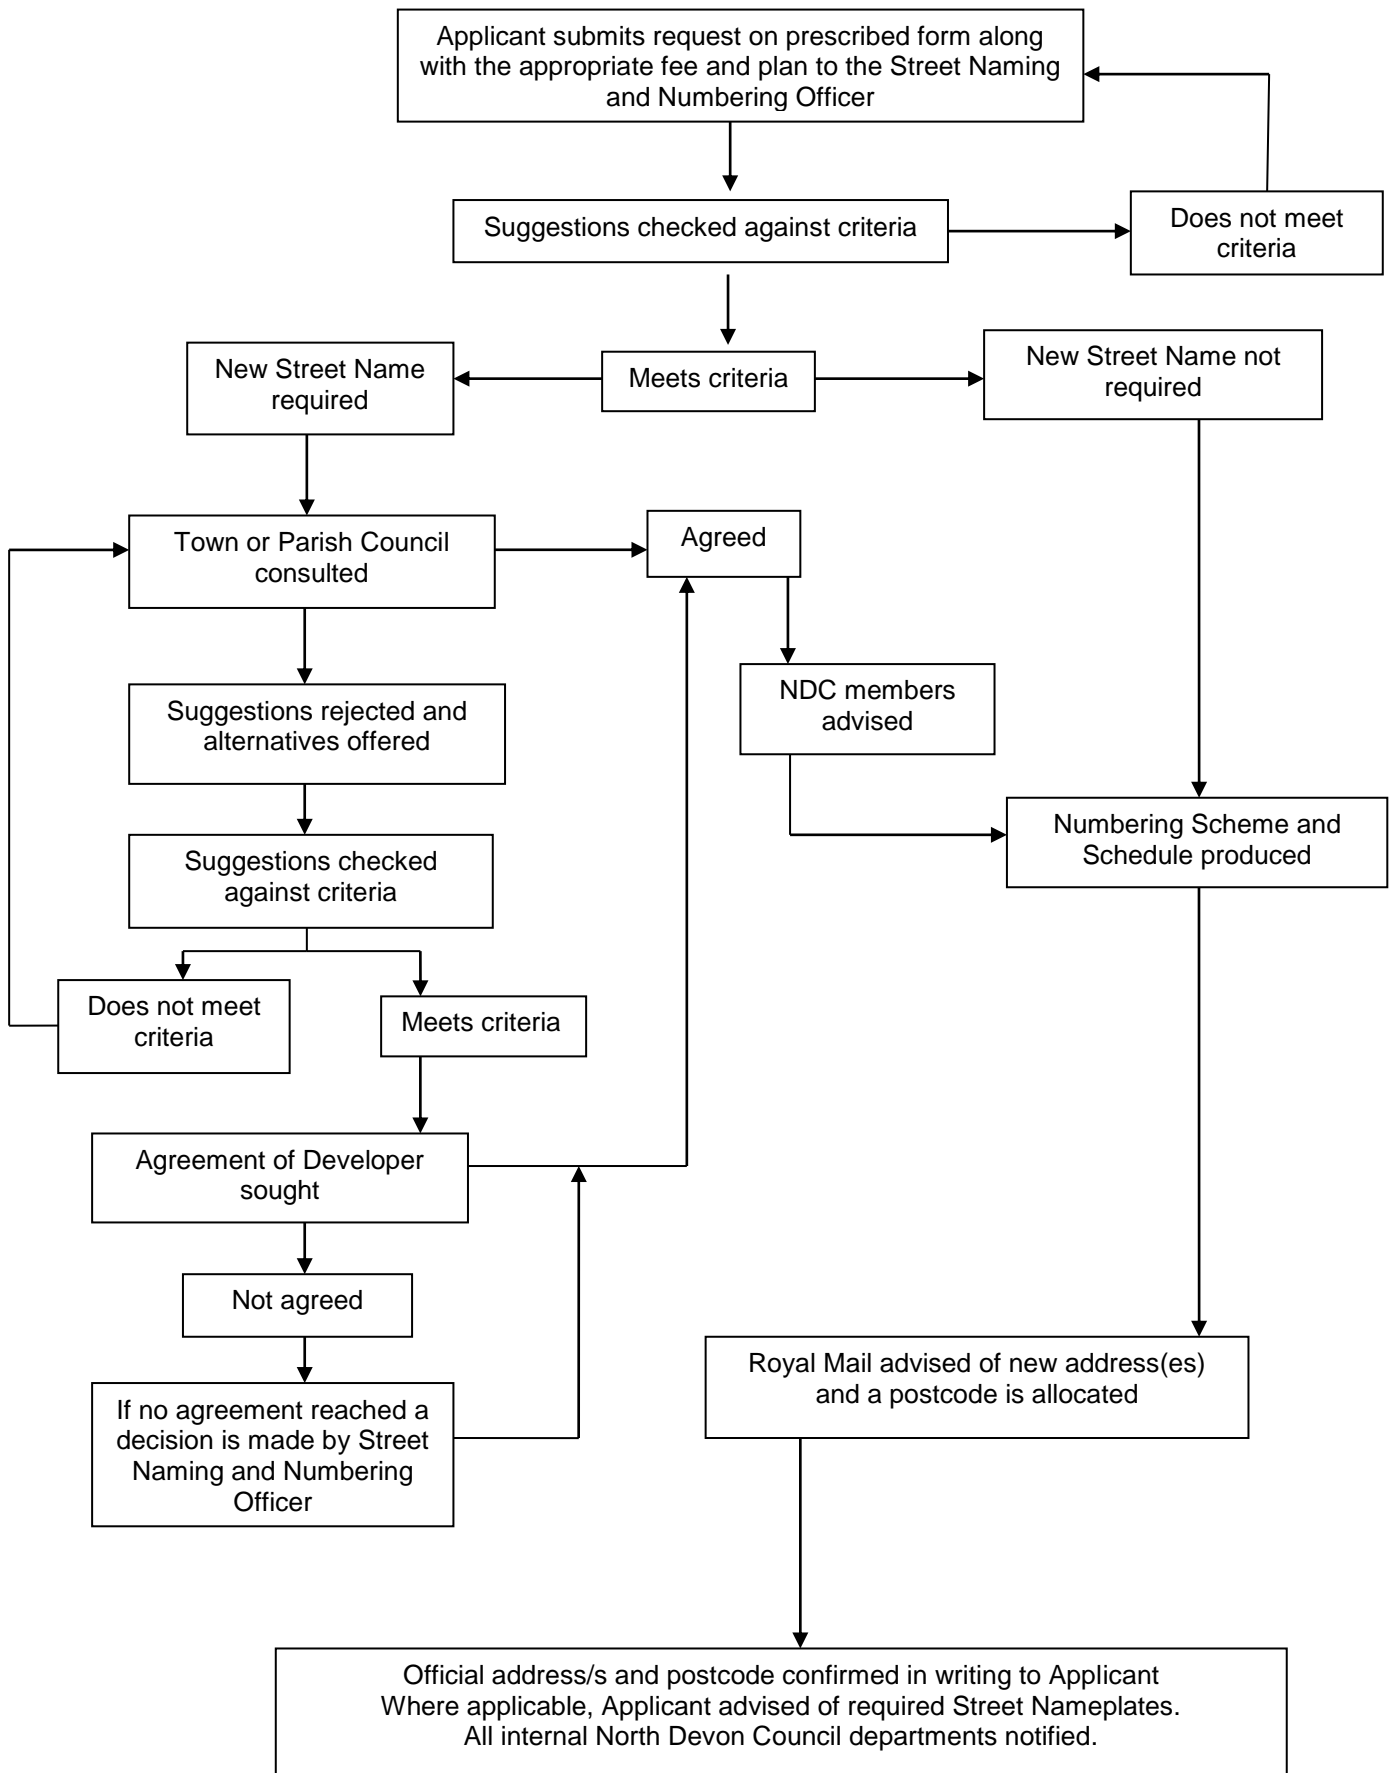 Applicant submits request on prescribed form along
with the appropriate fee and plan to the Street Naming
and Numbering Officer
Suggestions checked against criteria
Does not meet
criteria
New Street Name
required
Meets criteria
New Street Name not
required
Town or Parish Council
consulted
Agreed
Suggestions rejected and
alternatives offered
NDC members
advised
Suggestions checked
against criteria
Numbering Scheme and
Schedule produced
Does not meet
criteria
Meets criteria
Agreement of Developer
sought
Not agreed
If no agreement reached a
decision is made by Street
Naming and Numbering
Officer
Royal Mail advised of new address(es)
and a postcode is allocated
Official address/s and postcode confirmed in writing to Applicant
Where applicable, Applicant advised of required Street Nameplates.
All internal North Devon Council departments notified.